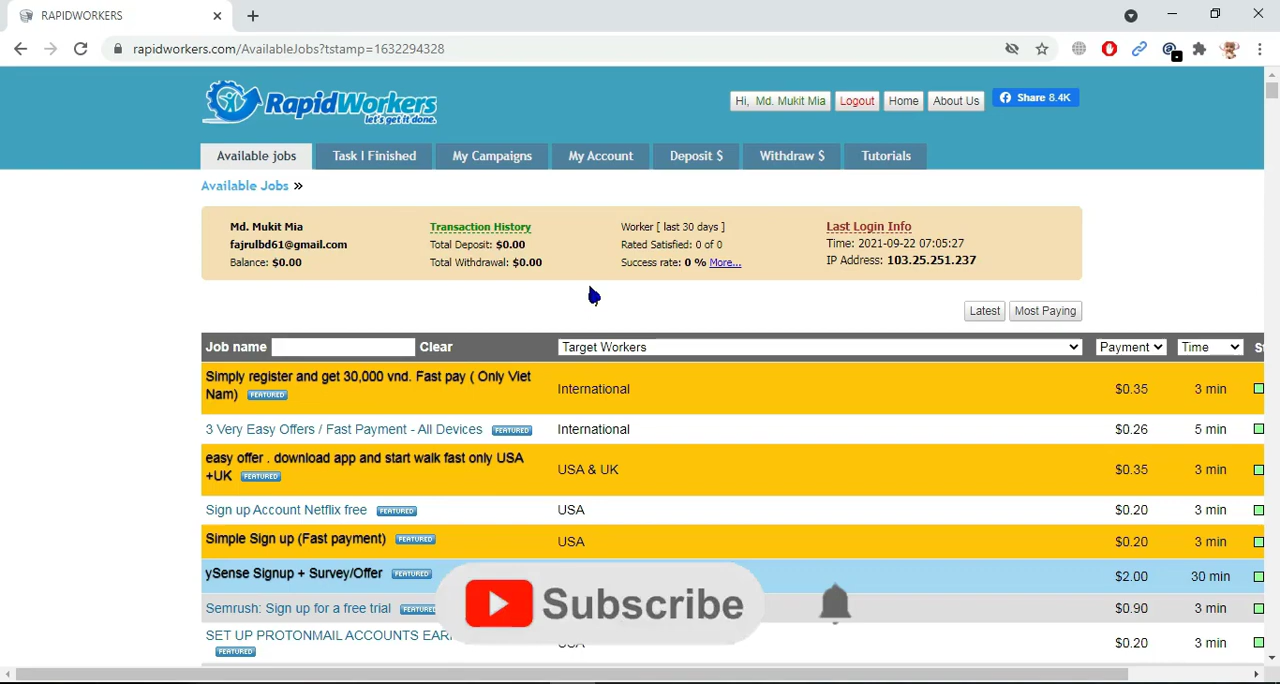 RAPIDWORKERS
rapidworkers.com/AvailableJobs?tstamp=1632294328
RapidWorkers
let's get it done.
Hi, Md. Mukit Mia Logout Home About Us Share 8.4K
Available jobs Task I Finished My Campaigns My Account Deposit $ Withdraw $ Tutorials
Available Jobs »
Md. Mukit Mia Transaction History Worker [ last 30 days ] Last Login Info
fajrulbd61@gmail.com Total Deposit: $0.00 Rated Satisfied: 0 of 0 Time: 2021-09-22 07:05:27
Balance: $0.00 Total Withdrawal: $0.00 Success rate: 0 % More... IP Address: 103.25.251.237
Latest Most Paying
Job name Clear Target Workers Payment Time
Simply register and get 30,000 vnd. Fast pay ( Only Viet
Nam) FEATURED International $0.35 3 min
3 Very Easy Offers / Fast Payment - All Devices FEATURED International $0.26 5 min
easy offer . download app and start walk fast only USA
+UK FEATURED USA & UK $0.35 3 min
Sign up Account Netflix free FEATURED USA $0.20 3 min
Simple Sign up (Fast payment) FEATURED USA $0.20 3 min
ySense Signup + Survey/Offer FEATURED $2.00 30 min
Semrush: Sign up for a free trial FEATURED $0.90 3 min
Subscribe
SET UP PROTONMAIL ACCOUNTS EAR
FEATURED USA $0.20 3 min